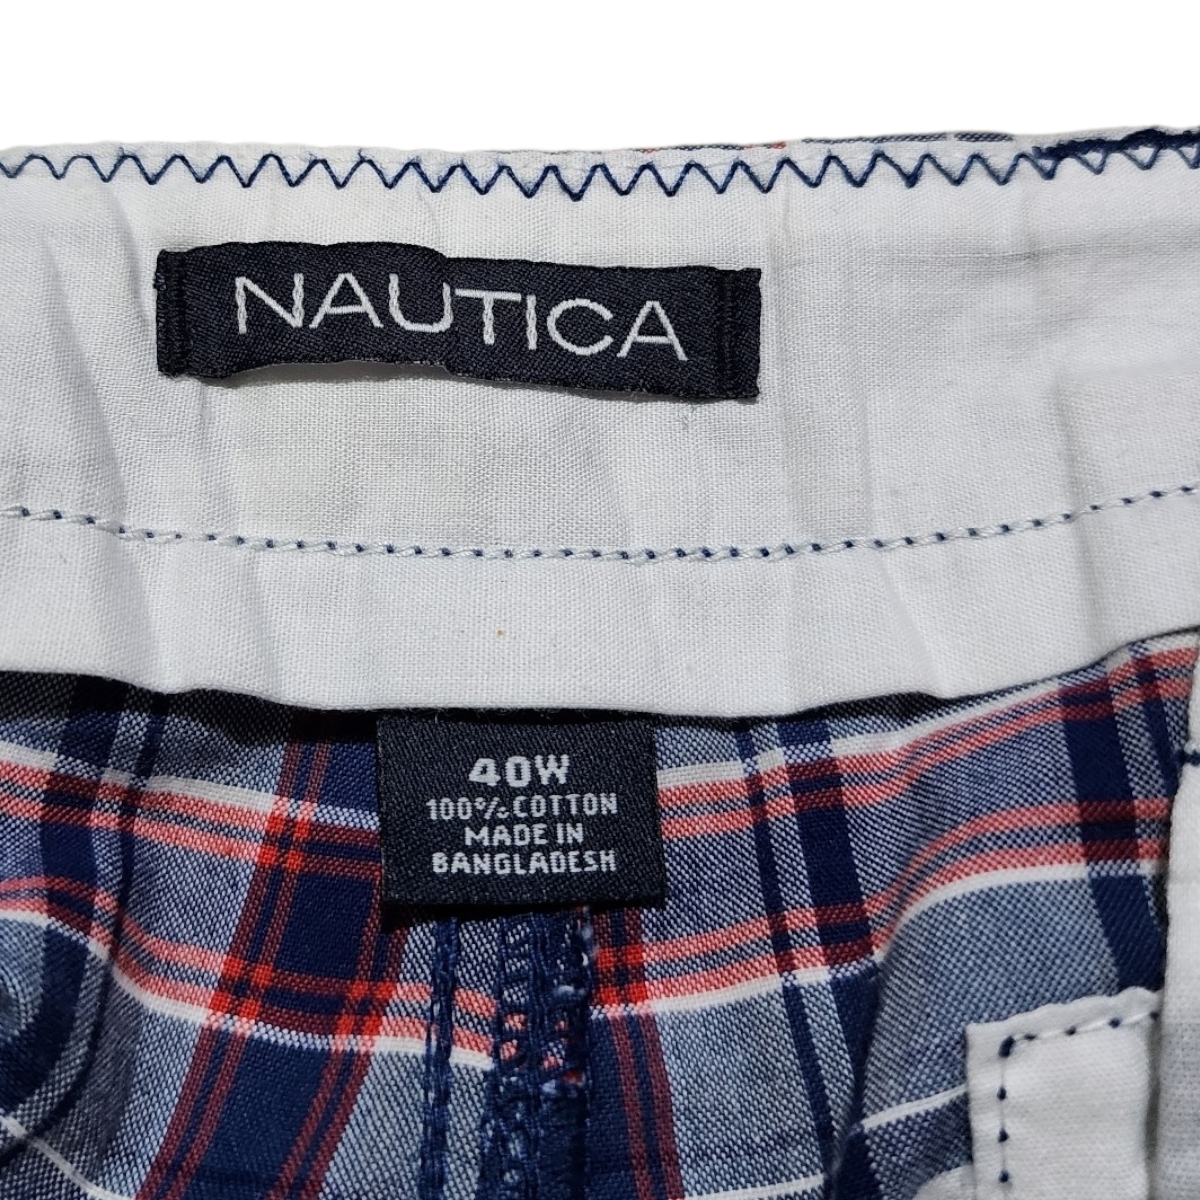 NAUTICA
40W
100% COTTON
MADE IN
BANGLADESH